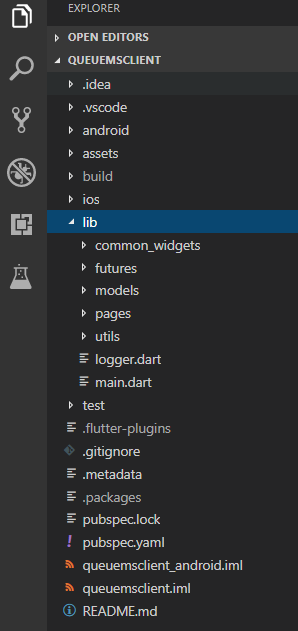 EXPLORER
OPEN EDITORS
QUEUEMSCLIENT
.idea
.vscode
android
assets
build
ios
lib
common_widgets
futures
models
pages
utils
logger.dart
main.dart
test
.flutter-plugins
.gitignore
.metadata
.packages
pubspec.lock
pubspec.yaml
queuemsclient_android.iml
queuemsclient.iml
README.md